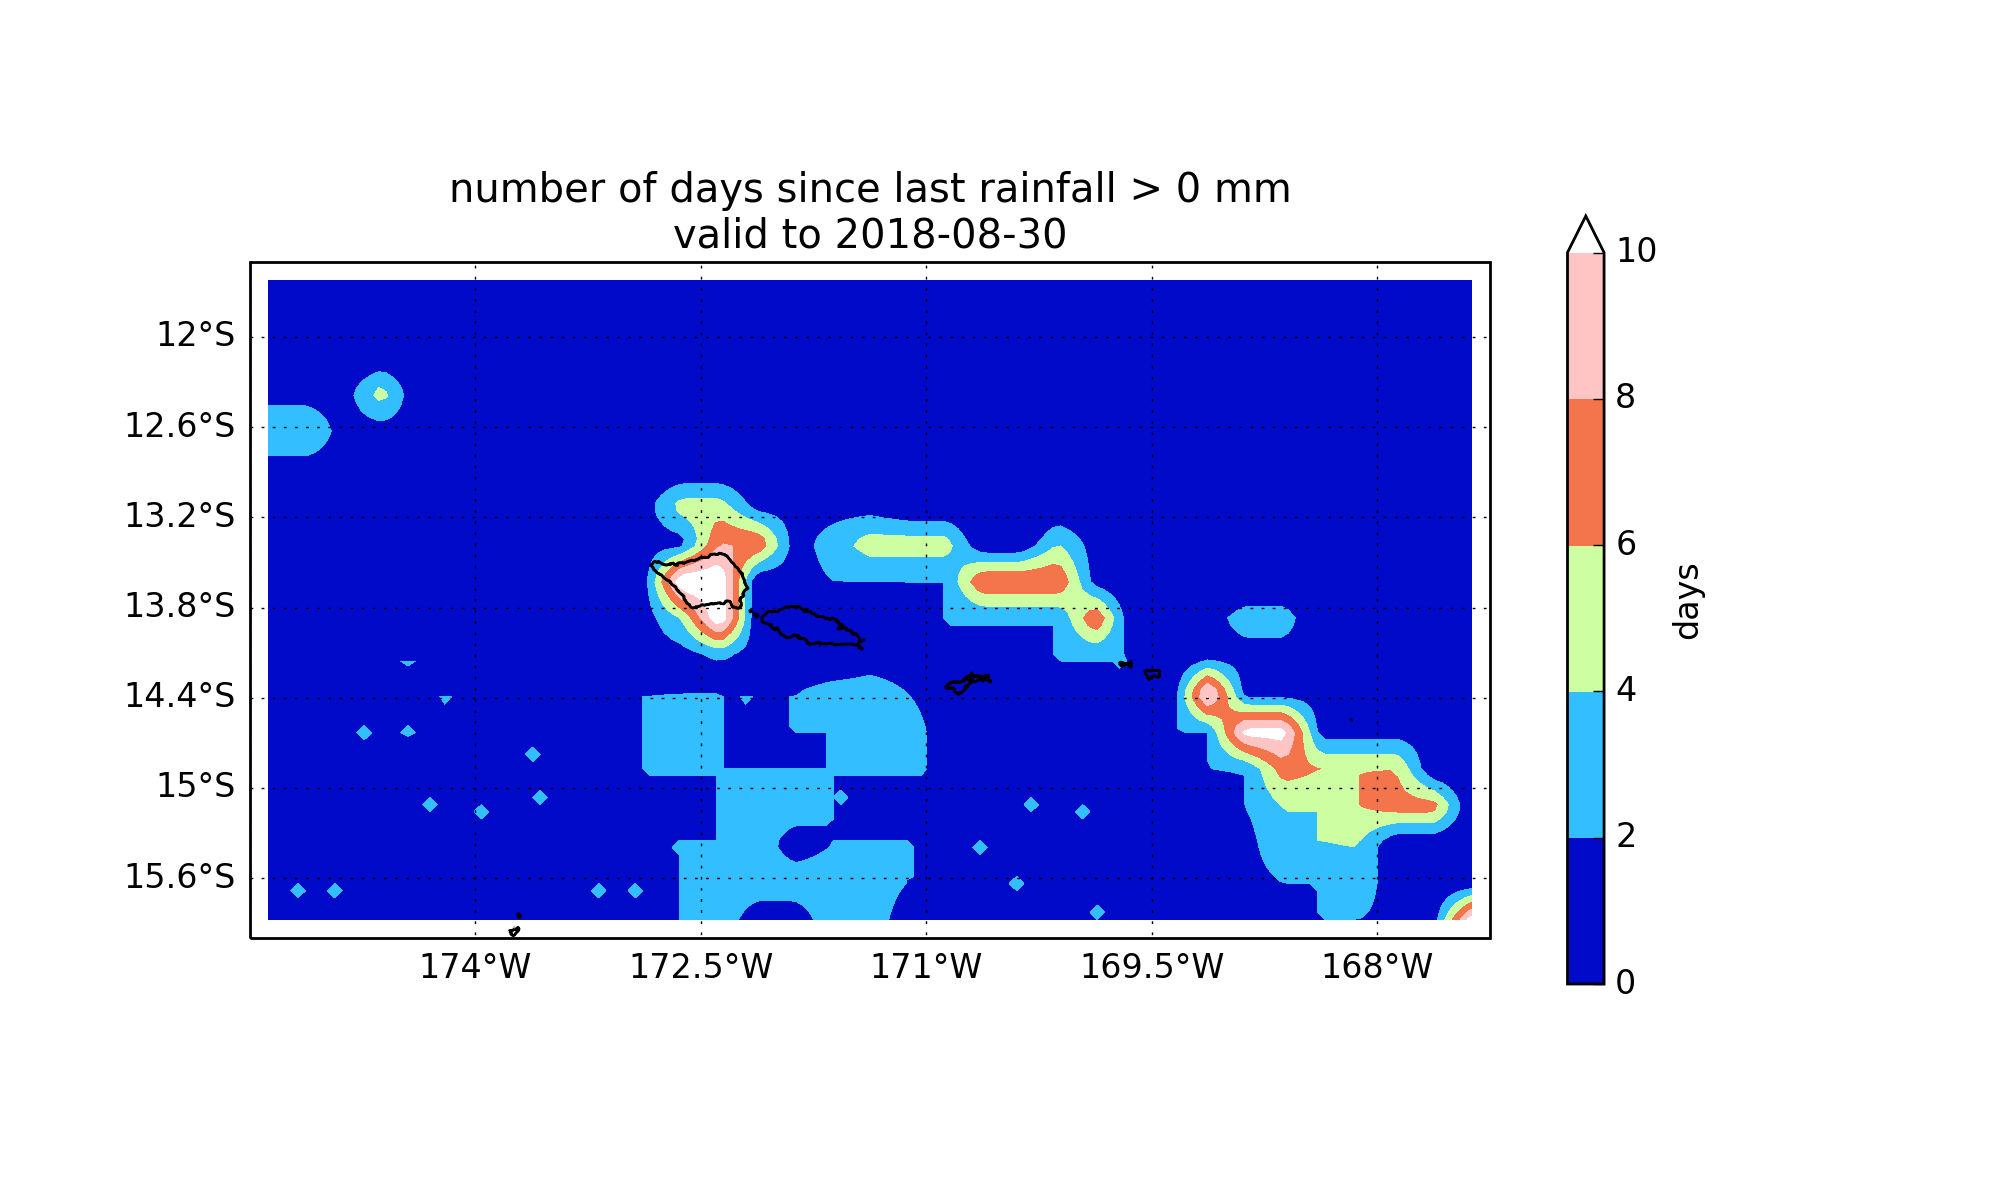 number of days since last rainfall > 0 mm
valid to 2018-08-30
12°S
12.6°S
13.2°S
13.8°S
14.4°S
15°S
15.6°S
174°W
172.5°W
171°W
169.5°W
168°W
10
8
6
4
2
0
days